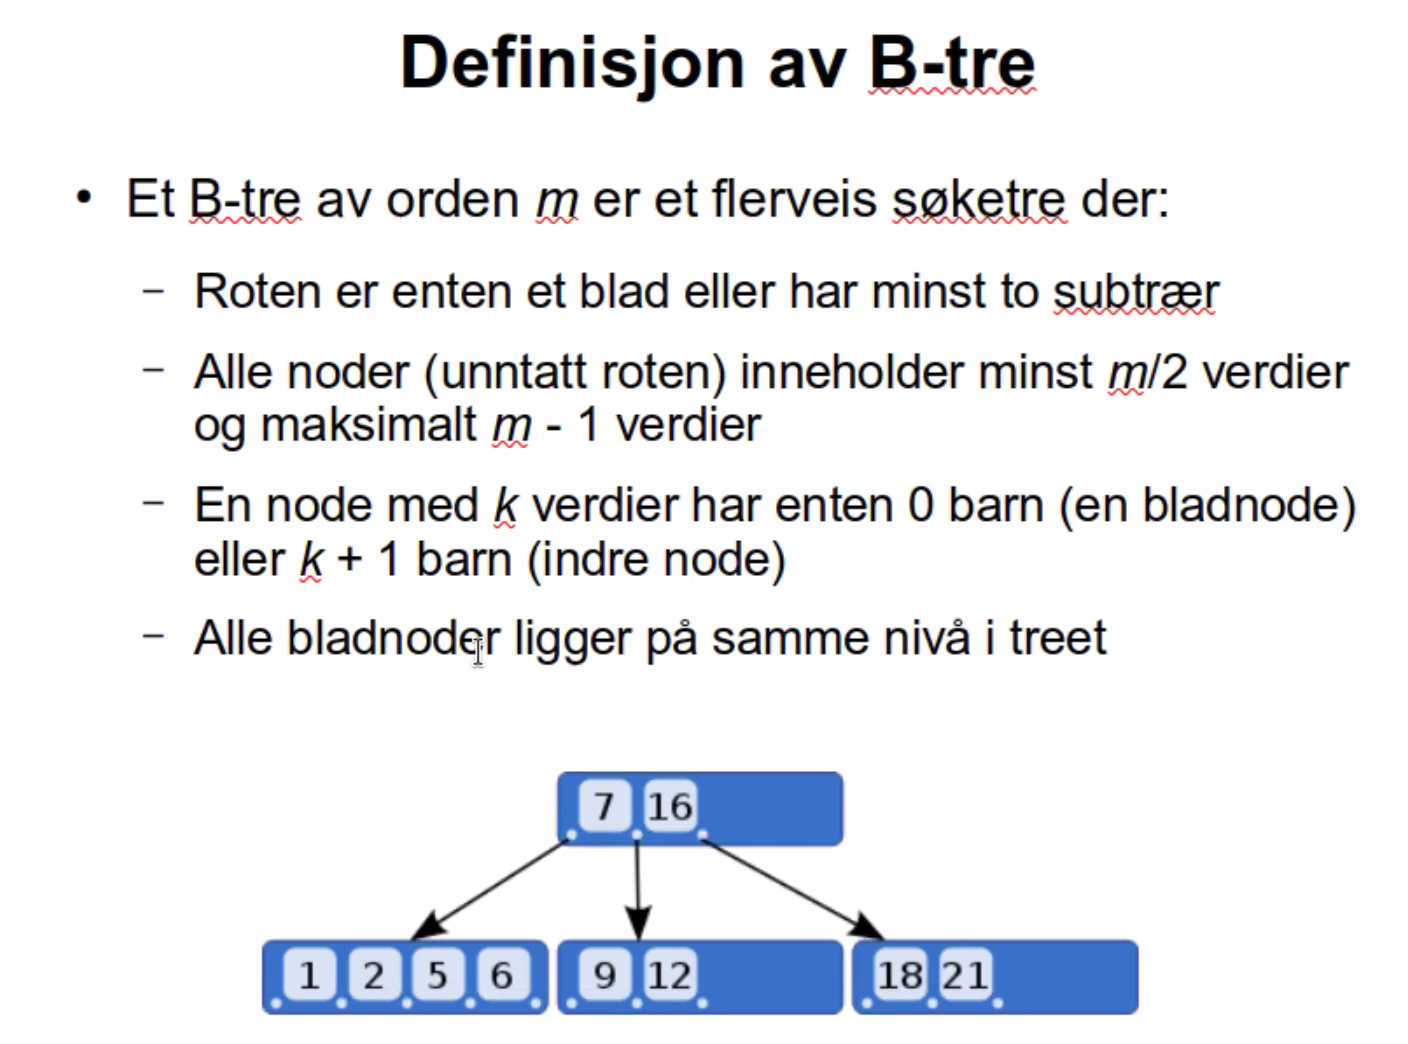 Definisjon av B-tre
• Et B-tre av orden m er et flerveis søketre der:
– Roten er enten et blad eller har minst to subtrær
– Alle noder (unntatt roten) inneholder minst m/2 verdier
og maksimalt m - 1 verdier
– En node med k verdier har enten 0 barn (en bladnode)
eller k + 1 barn (indre node)
– Alle bladnoder ligger på samme nivå i treet
7 16
1 2 5 6 9 12 18 21